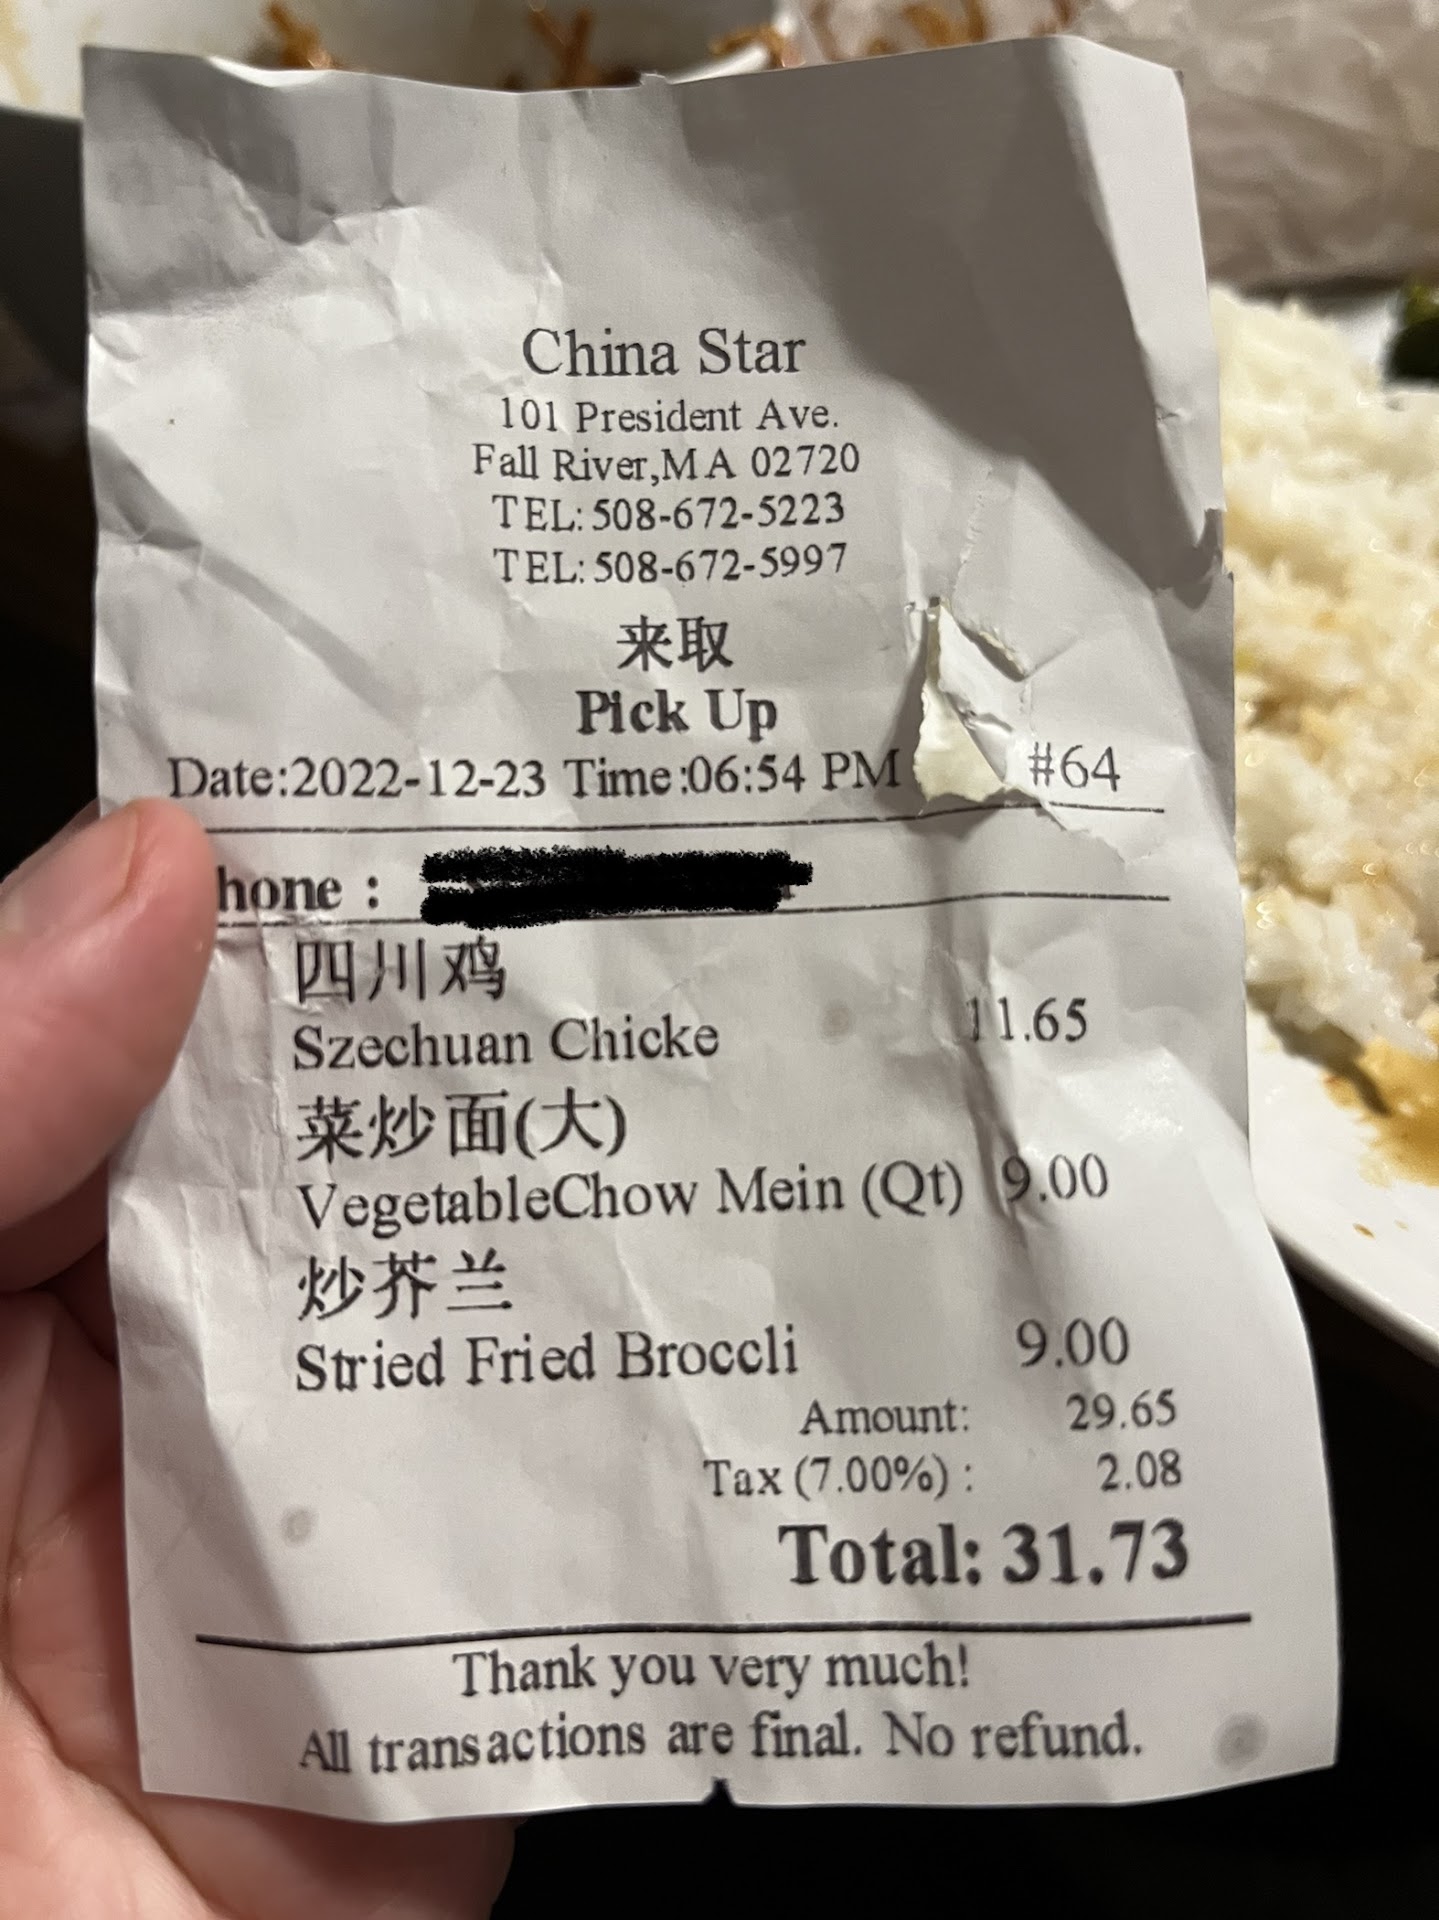 China Star
101 President Ave.
Fall River,MA 02720
TEL:508-672-5223
TEL:508-672-5997
来取
Pick Up
Date:2022-12-23 Time:06:54 PM #64
hone :
四川鸡
Szechuan Chicke 11.65
菜炒面(大)
VegetableChow Mein (Qt) 9.00
炒芥兰
Stried Fried Broccli 9.00
Amount: 29.65
Tax (7.00%) : 2.08
Total: 31.73
Thank you very much!
All transactions are final. No refund.